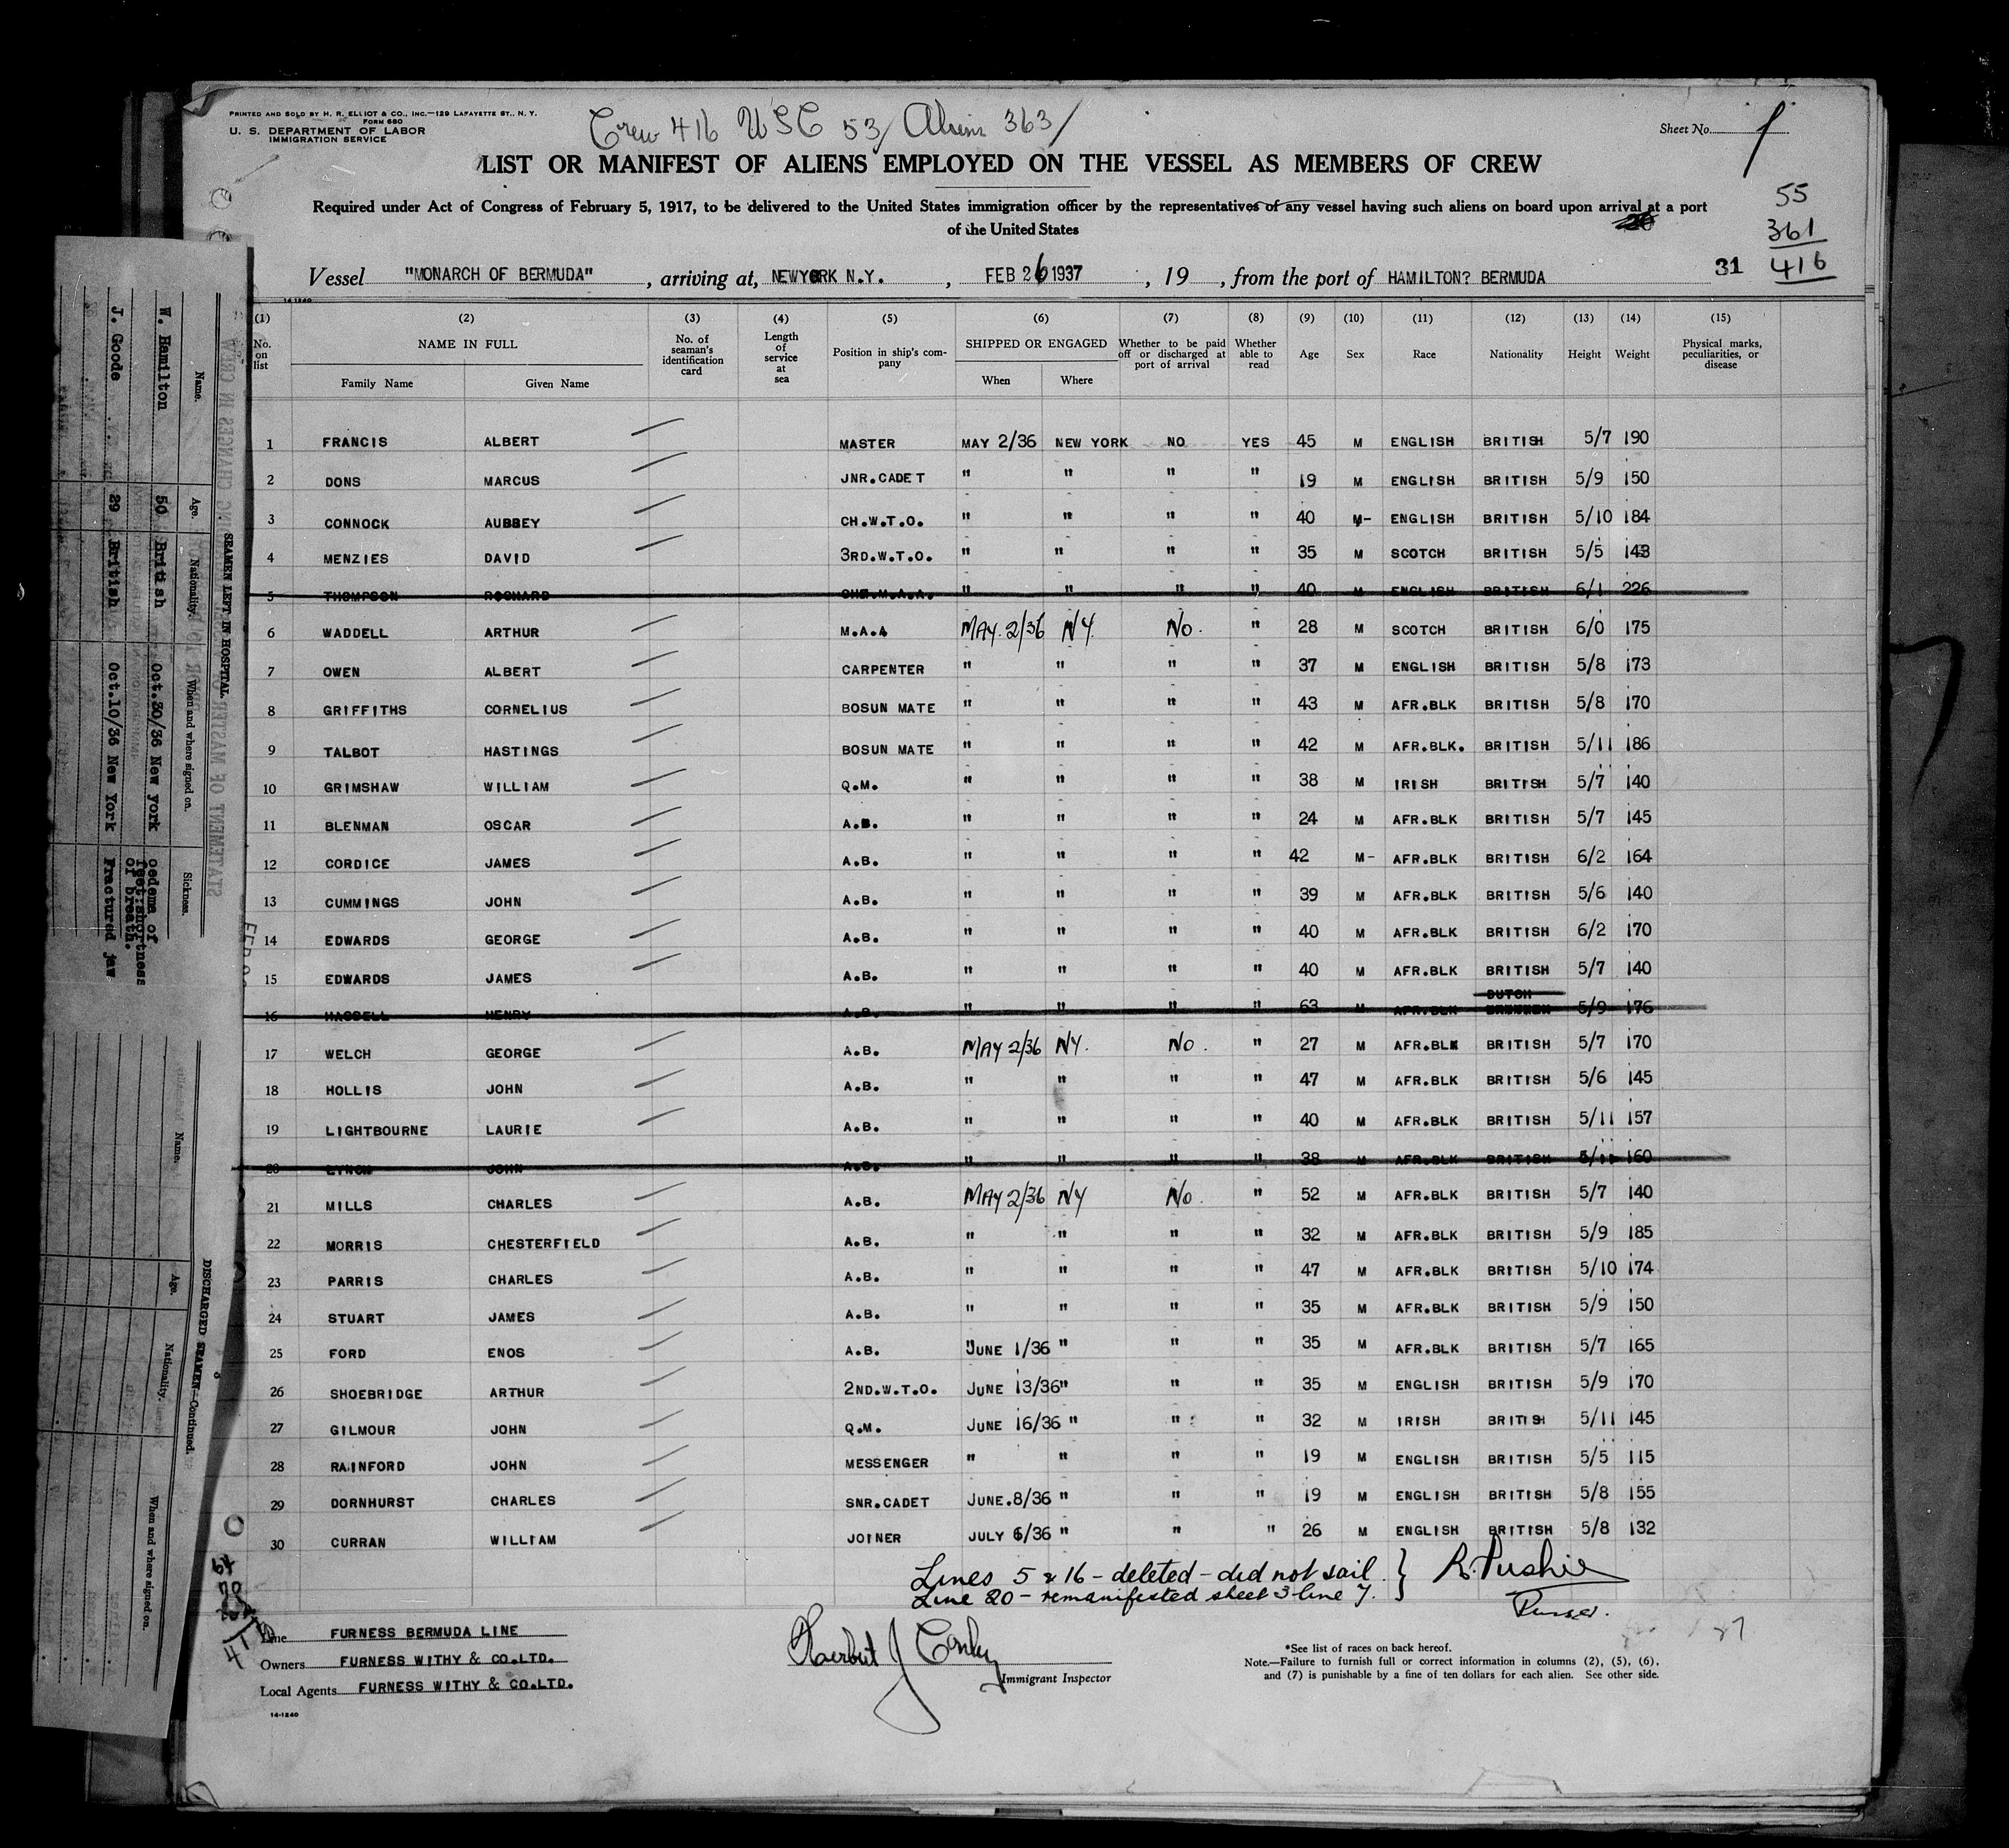 PRINTED AND SOLD BY H. R. ELLIOT & CO., INC.—129 LAFAYETTE ST., N. Y.
FORM 680
U. S. DEPARTMENT OF LABOR
IMMIGRATION SERVICE
Crew 416 USC 53/ Aliens 363/
Sheet No. 1
LIST OR MANIFEST OF ALIENS EMPLOYED ON THE VESSEL AS MEMBERS OF CREW
Required under Act of Congress of February 5, 1917, to be delivered to the United States immigration officer by the representatives of any vessel having such aliens on board upon arrival at a port
of the United States
55
361
416
31
Vessel "MONARCH OF BERMUDA" , arriving at, NEWYORK N.Y. , FEB 26 1937 , 19 , from the port of HAMILTON? BERMUDA
14-1240
(1) (2) (3) (4) (5) (6) (7) (8) (9) (10) (11) (12) (13) (14) (15)
No. on list NAME IN FULL Family Name Given Name No. of seaman's identification card Length of service at sea Position in ship's company SHIPPED OR ENGAGED When Where Whether to be paid off or discharged at port of arrival Whether able to read Age Sex Race Nationality Height Weight Physical marks, peculiarities, or disease
1 FRANCIS ALBERT MASTER MAY 2/36 NEW YORK NO YES 45 M ENGLISH BRITISH 5/7 190
2 DONS MARCUS JNR.CADET " " " " 19 M ENGLISH BRITISH 5/9 150
3 CONNOCK AUBBEY CH.W.T.O. " " " " 40 M- ENGLISH BRITISH 5/10 184
4 MENZIES DAVID 3RD.W.T.O. " " " " 35 M SCOTCH BRITISH 5/5 143
5 THOMPSON ROCHARD CHF.M.A.A. " " " " 40 M ENGLISH BRITISH 6/1 226
6 WADDELL ARTHUR M.A.A MAY. 2/36 NY. No. " 28 M SCOTCH BRITISH 6/0 175
7 OWEN ALBERT CARPENTER " " " " 37 M ENGLISH BRITISH 5/8 173
8 GRIFFITHS CORNELIUS BOSUN MATE " " " " 43 M AFR.BLK BRITISH 5/8 170
9 TALBOT HASTINGS BOSUN MATE " " " " 42 M AFR.BLK. BRITISH 5/11 186
10 GRIMSHAW WILLIAM Q.M. " " " " 38 M IRISH BRITISH 5/7 140
11 BLENMAN OSCAR A.B. " " " " 24 M AFR.BLK BRITISH 5/7 145
12 CORDICE JAMES A.B. " " " " 42 M- AFR.BLK BRITISH 6/2 164
13 CUMMINGS JOHN A.B. " " " " 39 M AFR.BLK BRITISH 5/6 140
14 EDWARDS GEORGE A.B. " " " " 40 M AFR.BLK BRITISH 6/2 170
15 EDWARDS JAMES A.B. " " " " 40 M AFR.BLK BRITISH 5/7 140
16 HASSELL HENRY A.B. " " " " 63 M AFR.BLK DUTCH 5/9 176
17 WELCH GEORGE A.B. MAY 2/36 NY. No. " 27 M AFR.BLK BRITISH 5/7 170
18 HOLLIS JOHN A.B. " " " " 47 M AFR.BLK BRITISH 5/6 145
19 LIGHTBOURNE LAURIE A.B. " " " " 40 M AFR.BLK BRITISH 5/11 157
20 LYNCH JOHN A.B. " " " " 38 M AFR.BLK BRITISH 5/11 160
21 MILLS CHARLES A.B. MAY 2/36 NY No. " 52 M AFR.BLK BRITISH 5/7 140
22 MORRIS CHESTERFIELD A.B. " " " " 32 M AFR.BLK BRITISH 5/9 185
23 PARRIS CHARLES A.B. " " " " 47 M AFR.BLK BRITISH 5/10 174
24 STUART JAMES A.B. " " " " 35 M AFR.BLK BRITISH 5/9 150
25 FORD ENOS A.B. JUNE 1/36 " " " 35 M AFR.BLK BRITISH 5/7 165
26 SHOEBRIDGE ARTHUR 2ND.W.T.O. JUNE 13/36 " " " 35 M ENGLISH BRITISH 5/9 170
27 GILMOUR JOHN Q.M. JUNE 16/36 " " " 32 M IRISH BRITISH 5/11 145
28 RAINFORD JOHN MESSENGER " " " " 19 M ENGLISH BRITISH 5/5 115
29 DORNHURST CHARLES SNR.CADET JUNE.8/36 " " " 19 M ENGLISH BRITISH 5/8 155
30 CURRAN WILLIAM JOINER JULY 6/36 " " " 26 M ENGLISH BRITISH 5/8 132
Lines 5 & 16 - deleted - did not sail. } R. Pushie
Line 20 - remanifested sheet 3 line 7. Purser.
Line FURNESS BERMUDA LINE
Owners FURNESS WITHY & CO.LTD.
Local Agents FURNESS WITHY & CO.LTD.
14-1240
Herbert J Conley
Immigrant Inspector
*See list of races on back hereof.
Note.—Failure to furnish full or correct information in columns (2), (5), (6),
and (7) is punishable by a fine of ten dollars for each alien. See other side.
STATEMENT OF MASTER REGARDING CHANGES IN CREW
SEAMEN LEFT IN HOSPITAL.
Name. Age. Nationality. When and where signed on. Sickness.
W. Hamilton 50 British Oct.30/36 New york oedema of feet:shortness of breath.
J. Goode 29 British Oct.10/36 New York Fractured jaw
DISCHARGED SEAMEN—Continued.
Name. Age. Nationality. When and where signed on.